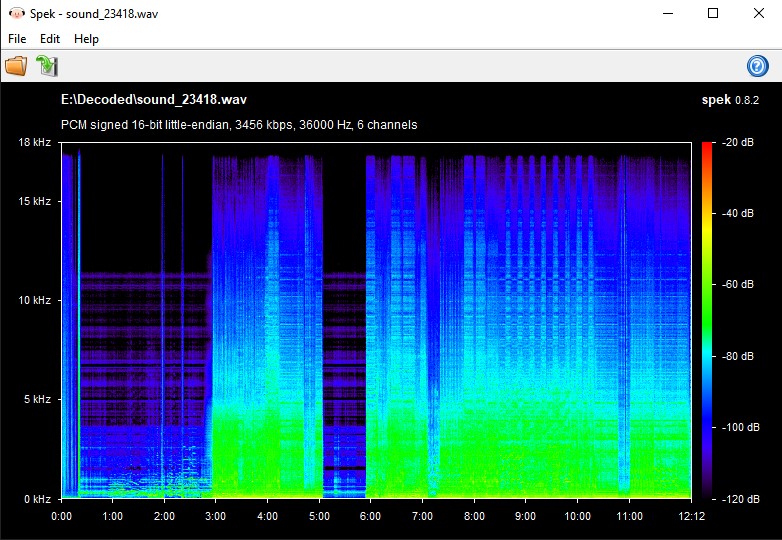 Spek - sound_23418.wav
File Edit Help
E:\Decoded\sound_23418.wav
spek 0.8.2
PCM signed 16-bit little-endian, 3456 kbps, 36000 Hz, 6 channels
18 kHz
15 kHz
10 kHz
5 kHz
0 kHz
-20 dB
-40 dB
-60 dB
-80 dB
-100 dB
-120 dB
0:00 1:00 2:00 3:00 4:00 5:00 6:00 7:00 8:00 9:00 10:00 11:00 12:12